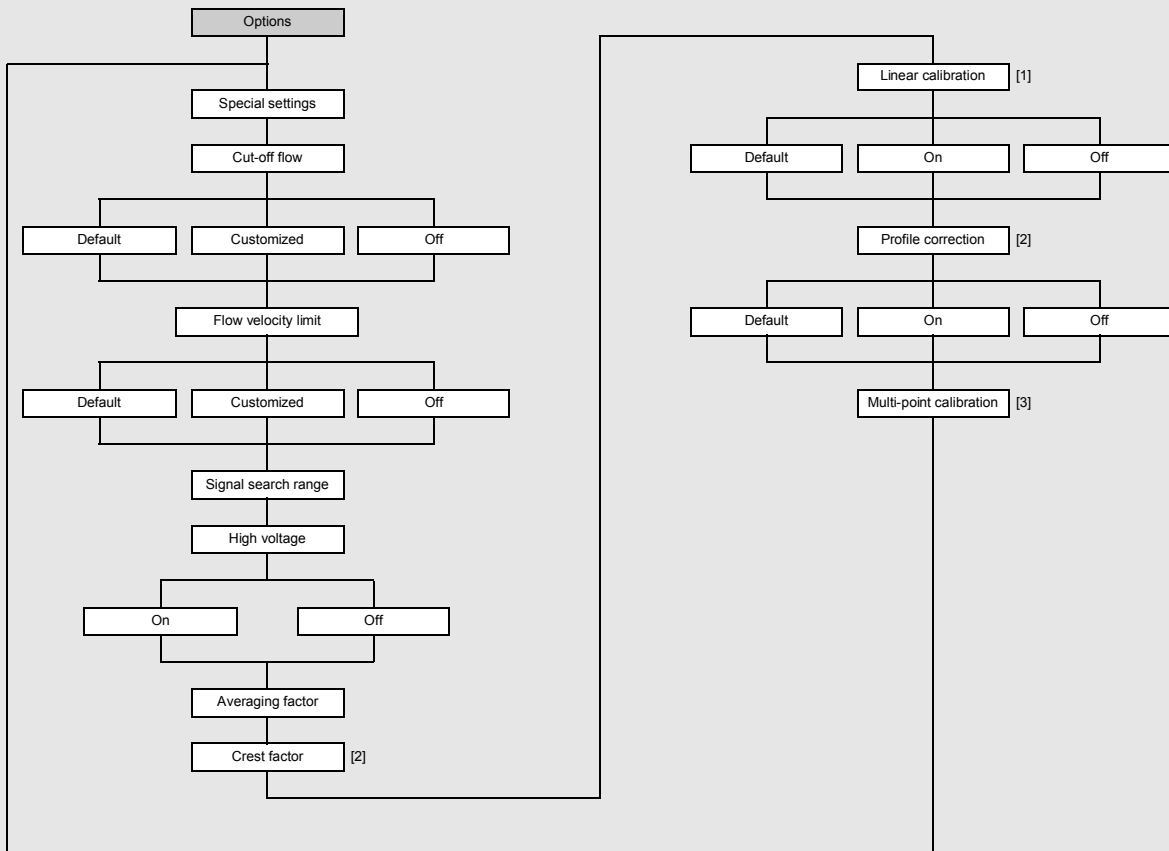 Options
Special settings
Cut-off flow
Default
Customized
Off
Flow velocity limit
Default
Customized
Off
Signal search range
High voltage
On
Off
Averaging factor
Crest factor [2]
Linear calibration [1]
Default
On
Off
Profile correction [2]
Default
On
Off
Multi-point calibration [3]